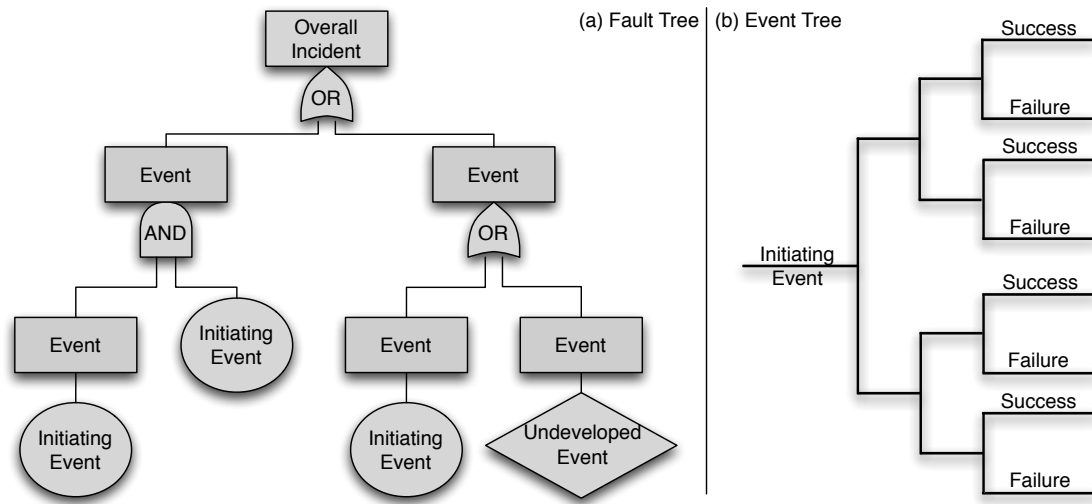 (a) Fault Tree
Overall
Incident
OR
Event
Event
AND
OR
Event
Initiating
Event
Event
Event
Initiating
Event
Initiating
Event
Undeveloped
Event
(b) Event Tree
Initiating
Event
Success
Failure
Success
Failure
Success
Failure
Success
Failure